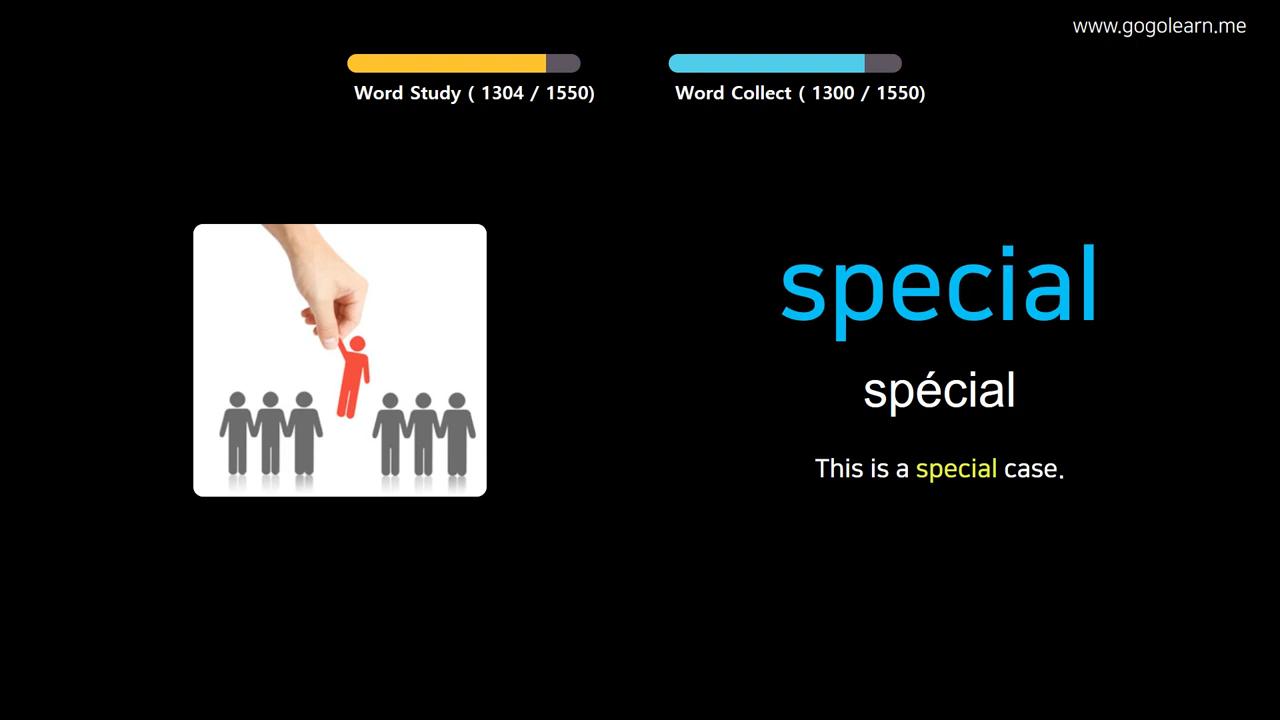 www.gogolearn.me
Word Study ( 1304 / 1550)
Word Collect ( 1300 / 1550)
special
spécial
This is a special case.